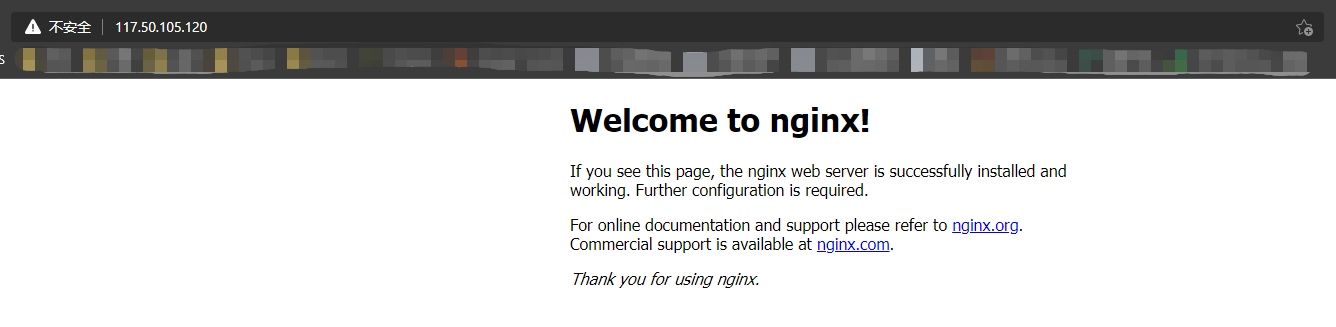 不安全 117.50.105.120
S
Welcome to nginx!
If you see this page, the nginx web server is successfully installed and
working. Further configuration is required.
For online documentation and support please refer to nginx.org.
Commercial support is available at nginx.com.
Thank you for using nginx.